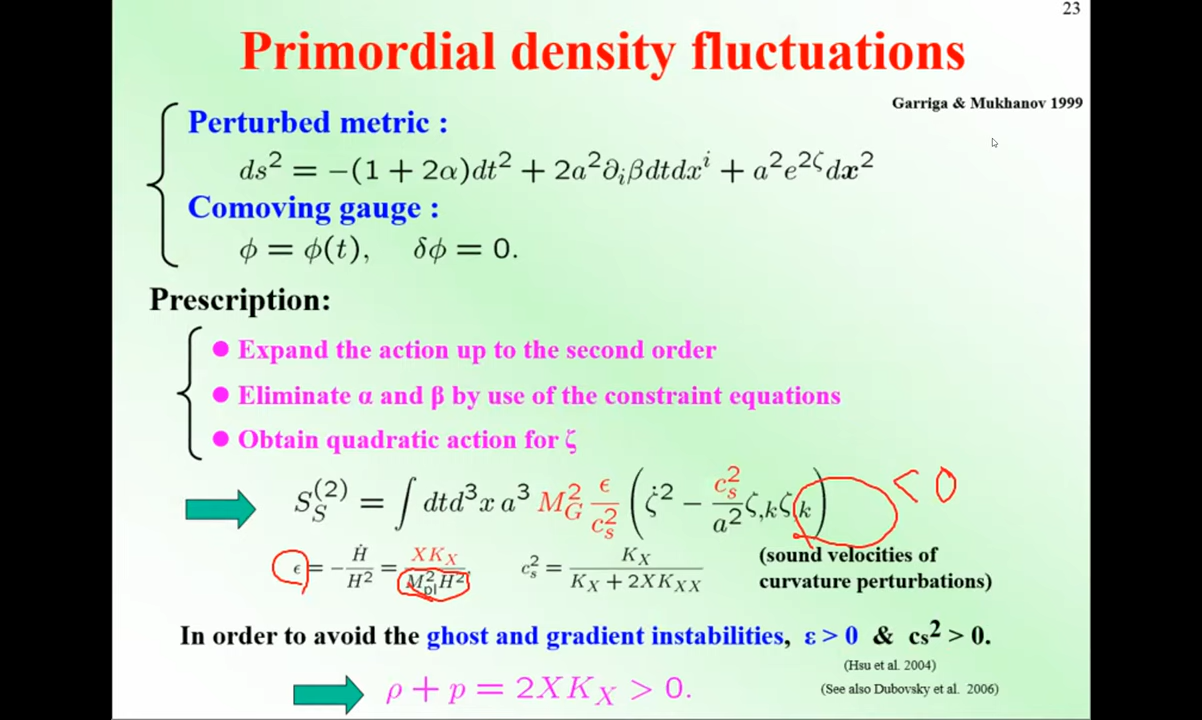 23
Primordial density fluctuations
Garriga & Mukhanov 1999
Perturbed metric :
ds² = −(1 + 2α)dt² + 2a²∂ᵢβdtdxⁱ + a²e^{2ζ}dx²
Comoving gauge :
ϕ = ϕ(t), δϕ = 0.
Prescription:
● Expand the action up to the second order
● Eliminate α and β by use of the constraint equations
● Obtain quadratic action for ζ
S_S^{(2)} = ∫ dtd³x a³ M_G² ϵ/c_s² (ζ̇² − c_s²/a² ζ,ₖζ,ₖ) < 0
ϵ = −Ḣ/H² = XK_X/M_pl²H², c_s² = K_X/(K_X + 2XK_XX) (sound velocities of
curvature perturbations)
In order to avoid the ghost and gradient instabilities, ε > 0 & cs² > 0.
(Hsu et al. 2004)
ρ + p = 2XK_X > 0.
(See also Dubovsky et al. 2006)